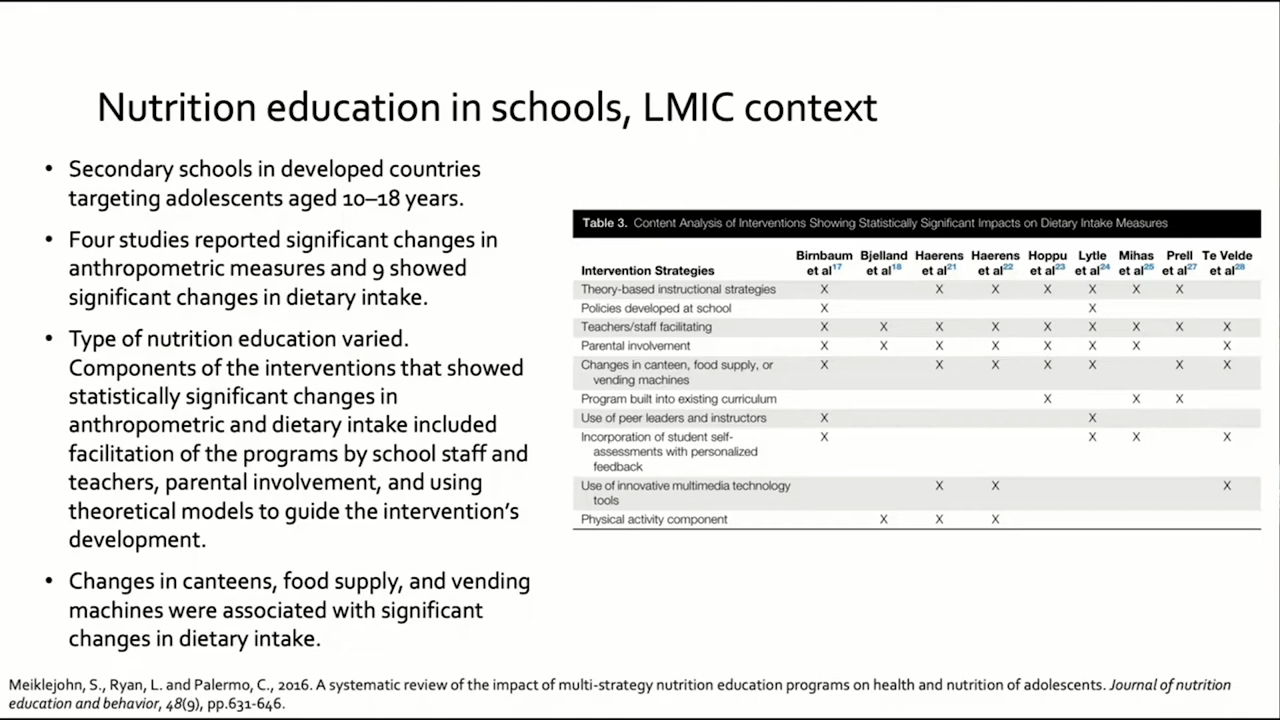 Nutrition education in schools, LMIC context
• Secondary schools in developed countries
targeting adolescents aged 10–18 years.
• Four studies reported significant changes in
anthropometric measures and 9 showed
significant changes in dietary intake.
• Type of nutrition education varied.
Components of the interventions that showed
statistically significant changes in
anthropometric and dietary intake included
facilitation of the programs by school staff and
teachers, parental involvement, and using
theoretical models to guide the intervention's
development.
• Changes in canteens, food supply, and vending
machines were associated with significant
changes in dietary intake.
Table 3. Content Analysis of Interventions Showing Statistically Significant Impacts on Dietary Intake Measures
Birnbaum Bjelland Haerens Haerens Hoppu Lytle Mihas Prell Te Velde
Intervention Strategies et al17 et al18 et al21 et al22 et al23 et al24 et al25 et al27 et al28
Theory-based instructional strategies X X X X X X X
Policies developed at school X X
Teachers/staff facilitating X X X X X X X X X
Parental involvement X X X X X X X X
Changes in canteen, food supply, or X X X X X X X
vending machines
Program built into existing curriculum X X X
Use of peer leaders and instructors X X
Incorporation of student self- X X X X
assessments with personalized
feedback
Use of innovative multimedia technology X X X
tools
Physical activity component X X X
Meiklejohn, S., Ryan, L. and Palermo, C., 2016. A systematic review of the impact of multi-strategy nutrition education programs on health and nutrition of adolescents. Journal of nutrition
education and behavior, 48(9), pp.631-646.